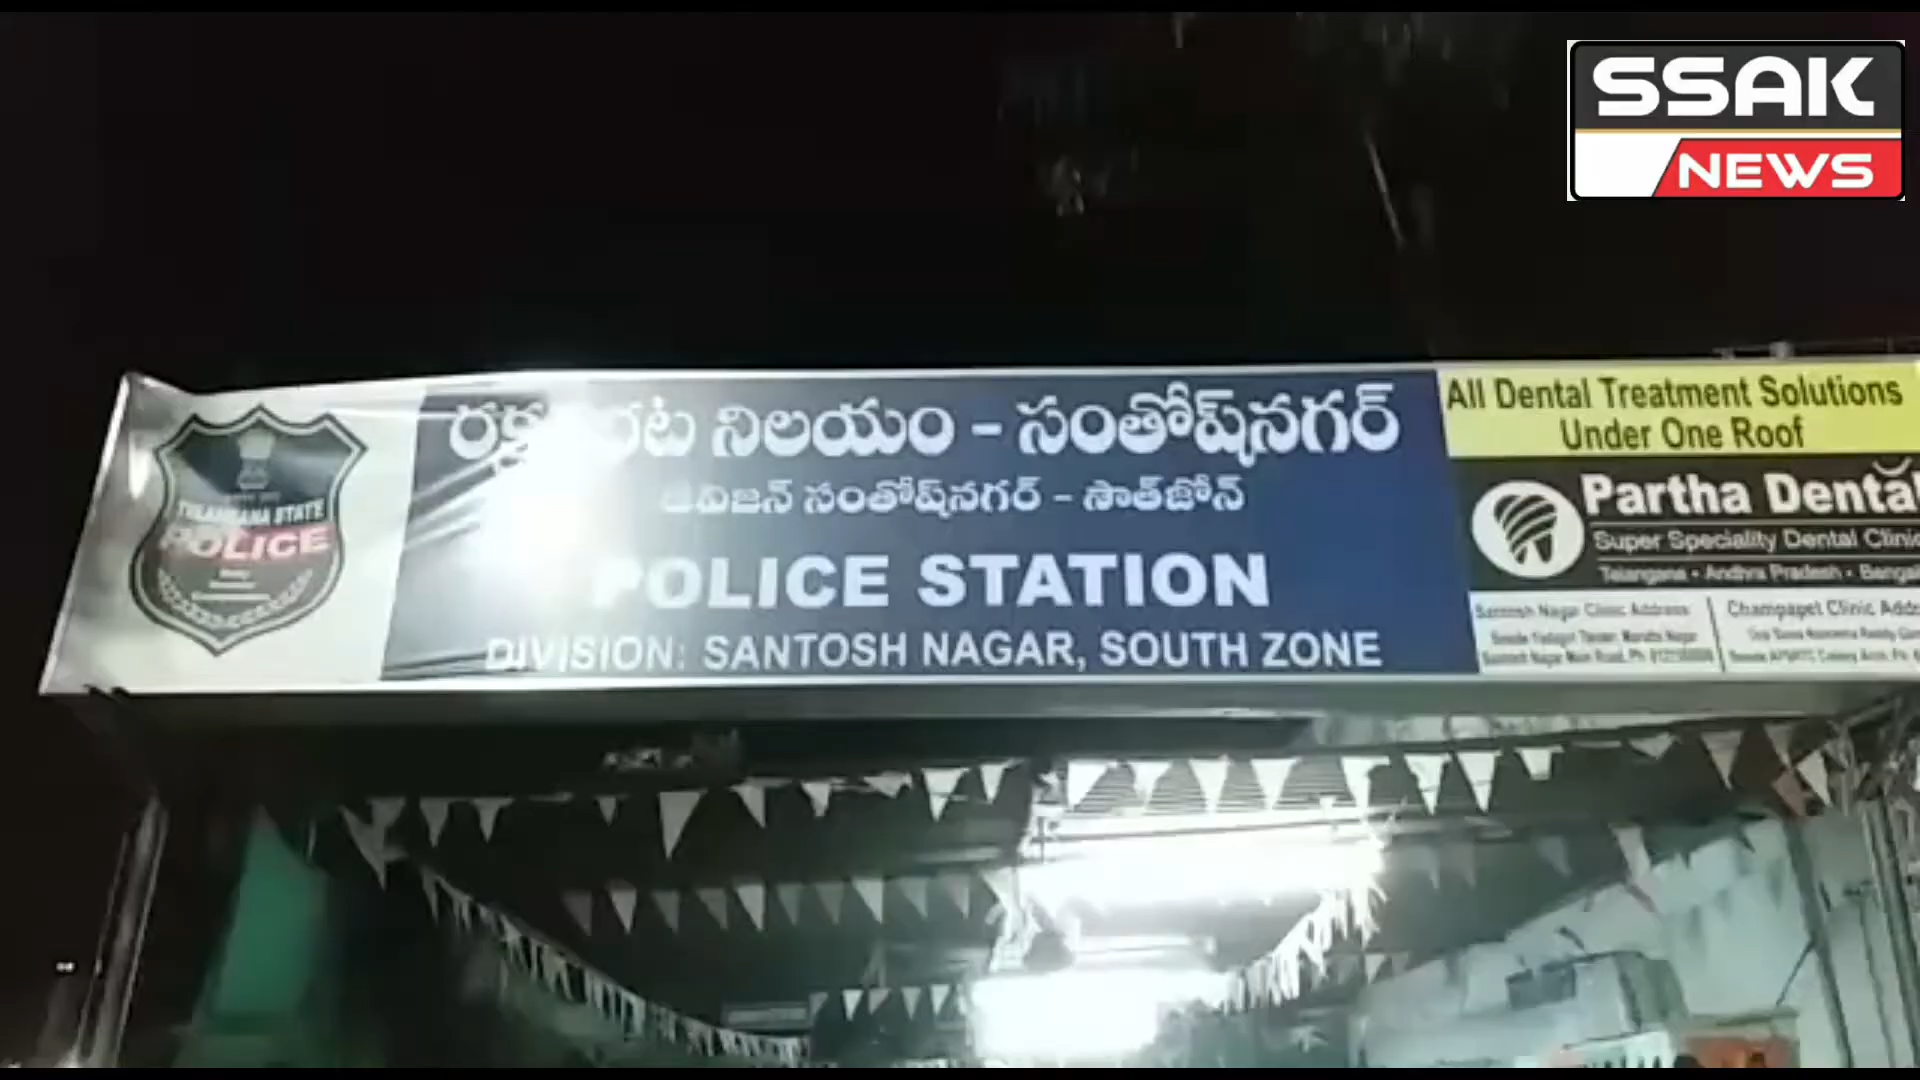 SSAK
NEWS
నిలయం - సంతోష్‌నగర్
డివిజన్ సంతోష్‌నగర్ - సౌత్‌జోన్
POLICE STATION
DIVISION: SANTOSH NAGAR, SOUTH ZONE
TELANGANA STATE
POLICE
All Dental Treatment Solutions
Under One Roof
Partha Dental
Super Speciality Dental Clinic
Telangana • Andhra Pradesh •
Santosh Nagar Clinic Address
Champapet Clinic